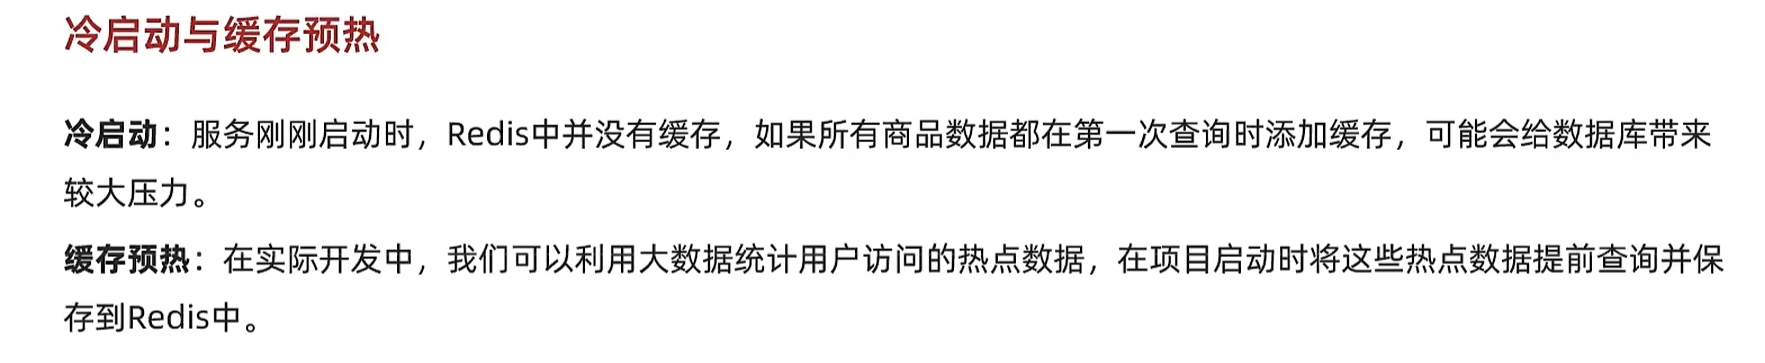 冷启动与缓存预热
冷启动：服务刚刚启动时，Redis中并没有缓存，如果所有商品数据都在第一次查询时添加缓存，可能会给数据库带来
较大压力。
缓存预热：在实际开发中，我们可以利用大数据统计用户访问的热点数据，在项目启动时将这些热点数据提前查询并保
存到Redis中。